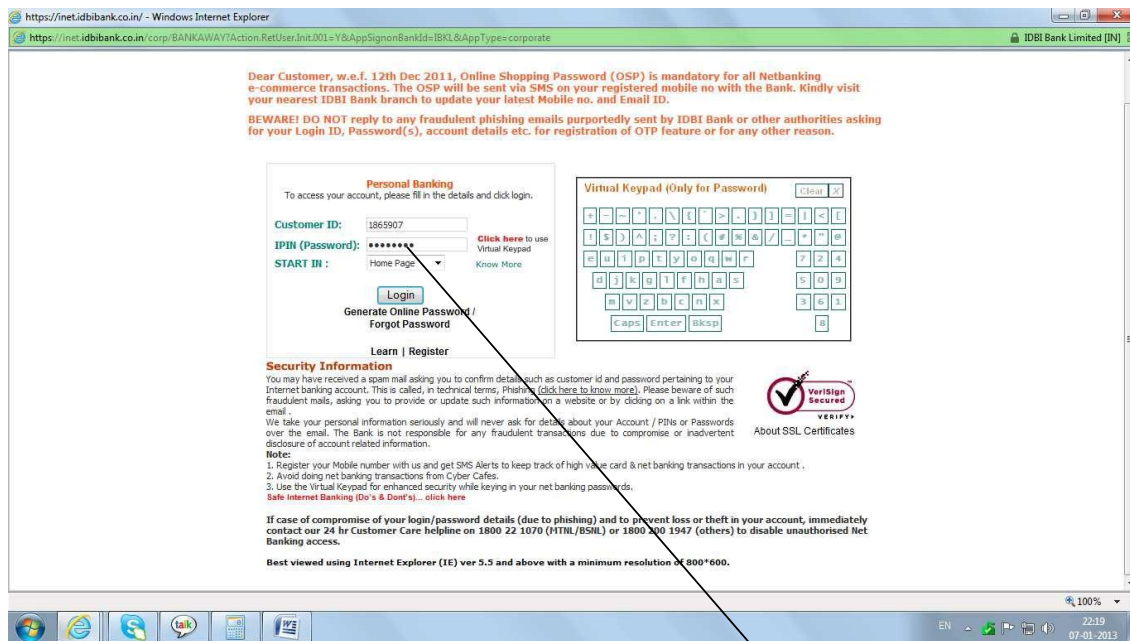 https://inet.idbibank.co.in/ - Windows Internet Explorer
https://inet.idbibank.co.in/corp/BANKAWAY?Action.RetUser.Init.001=Y&AppSignonBankId=IBKL&AppType=corporate
IDBI Bank Limited [IN]
Dear Customer, w.e.f. 12th Dec 2011, Online Shopping Password (OSP) is mandatory for all Netbanking
e-commerce transactions. The OSP will be sent via SMS on your registered mobile no with the Bank. Kindly visit
your nearest IDBI Bank branch to update your latest Mobile no. and Email ID.
BEWARE! DO NOT reply to any fraudulent phishing emails purportedly sent by IDBI Bank or other authorities asking
for your Login ID, Password(s), account details etc. for registration of OTP feature or for any other reason.
Personal Banking
To access your account, please fill in the details and click login.
Customer ID: 1865907
IPIN (Password): ••••••••
Click here to use
Virtual Keypad
START IN : Home Page
Know More
Login
Generate Online Password /
Forgot Password
Learn | Register
Virtual Keypad (Only for Password)
Clear X
+ - ~ ' . \ { ` > , } ] = | < [
! $ ) ^ ; ? : ( # % & / _ * " @
e u i p t y o q w r 7 2 4
d j k g l f h a s 5 0 9
m v z b c n x 3 6 1
Caps Enter Bksp 8
Security Information
You may have received a spam mail asking you to confirm details such as customer id and password pertaining to your
Internet banking account. This is called, in technical terms, Phishing (click here to know more). Please beware of such
fraudulent mails, asking you to provide or update such information on a website or by clicking on a link within the
email .
We take your personal information seriously and will never ask for details about your Account / PINs or Passwords
over the email. The Bank is not responsible for any fraudulent transactions due to compromise or inadvertent
disclosure of account related information.
VeriSign
Secured
VERIFY
About SSL Certificates
Note:
1. Register your Mobile number with us and get SMS Alerts to keep track of high value card & net banking transactions in your account .
2. Avoid doing net banking transactions from Cyber Cafes.
3. Use the Virtual Keypad for enhanced security while keying in your net banking passwords.
Safe Internet Banking (Do's & Dont's)... click here
If case of compromise of your login/password details (due to phishing) and to prevent loss or theft in your account, immediately
contact our 24 hr Customer Care helpline on 1800 22 1070 (MTNL/BSNL) or 1800 200 1947 (others) to disable unauthorised Net
Banking access.
Best viewed using Internet Explorer (IE) ver 5.5 and above with a minimum resolution of 800*600.
100%
talk
EN
22:19
07-01-2013